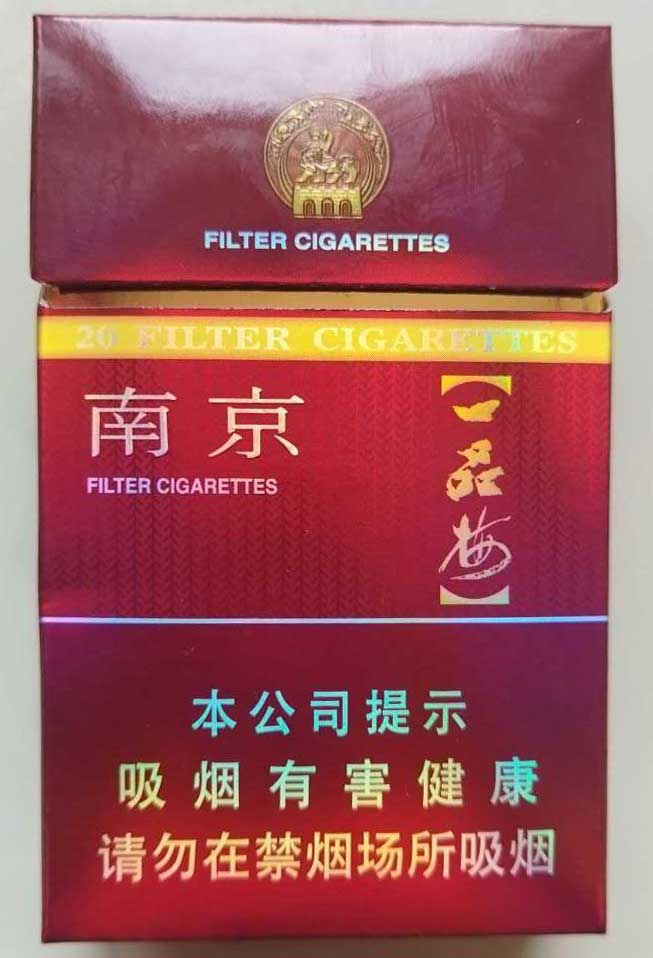 FILTER CIGARETTES
20 FILTER CIGARETTES
南京
FILTER CIGARETTES
【一品梅】
本公司提示
吸烟有害健康
请勿在禁烟场所吸烟